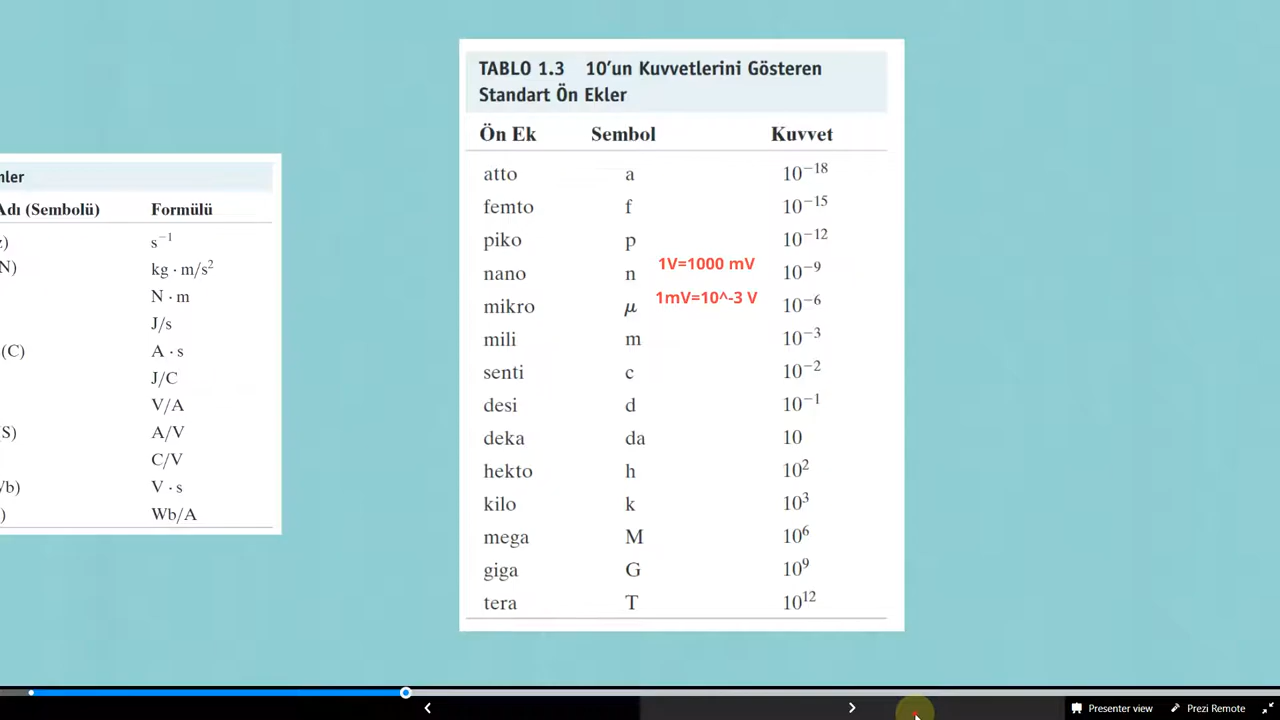 nler
Adı (Sembolü) Formülü
z) s⁻¹
N) kg · m/s²
N · m
J/s
(C) A · s
J/C
V/A
(S) A/V
C/V
Vb) V · s
) Wb/A
TABLO 1.3 10’un Kuvvetlerini Gösteren
Standart Ön Ekler
Ön Ek Sembol Kuvvet
atto a 10⁻¹⁸
femto f 10⁻¹⁵
piko p 10⁻¹²
1V=1000 mV
nano n 10⁻⁹
1mV=10^-3 V
mikro μ 10⁻⁶
mili m 10⁻³
senti c 10⁻²
desi d 10⁻¹
deka da 10
hekto h 10²
kilo k 10³
mega M 10⁶
giga G 10⁹
tera T 10¹²
Presenter view Prezi Remote